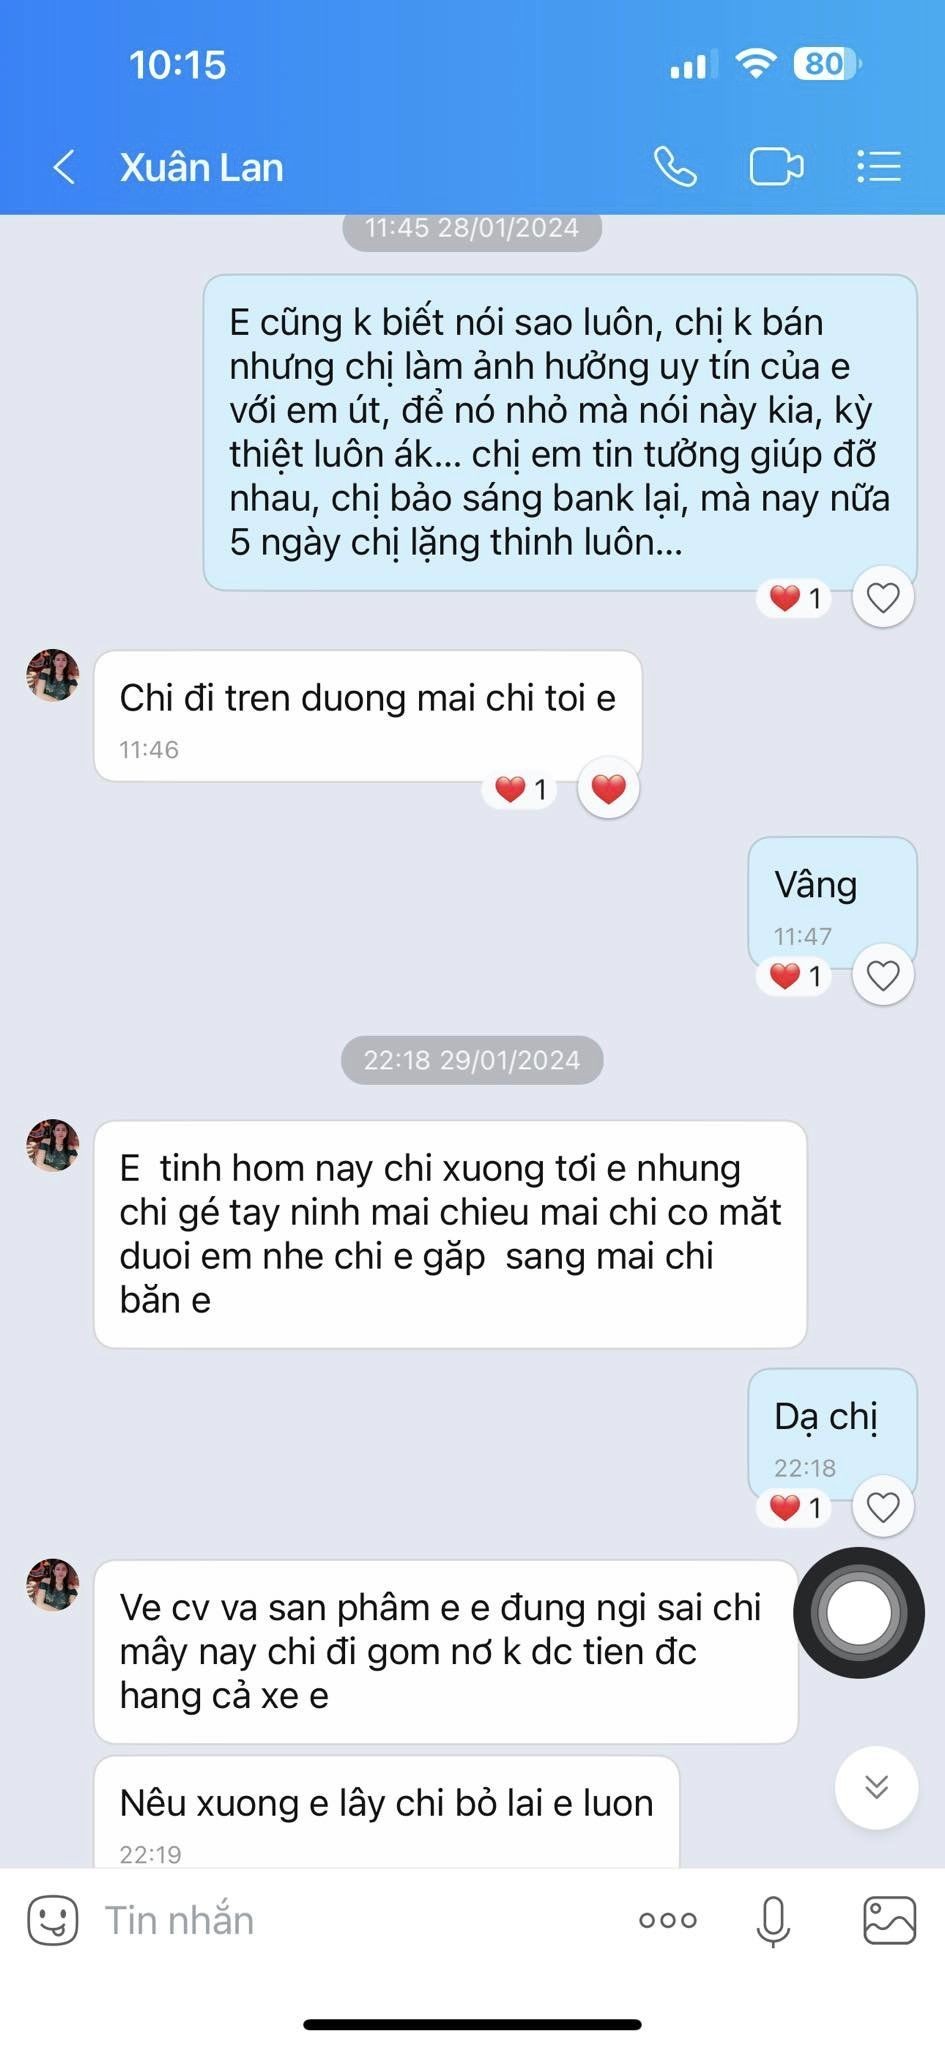 10:15
80
Xuân Lan
11:45 28/01/2024
E cũng k biết nói sao luôn, chị k bán
nhưng chị làm ảnh hưởng uy tín của e
với em út, để nó nhỏ mà nói này kia, kỳ
thiệt luôn ák... chị em tin tưởng giúp đỡ
nhau, chị bảo sáng bank lại, mà nay nữa
5 ngày chị lặng thinh luôn...
1
Chi đi tren duong mai chi toi e
11:46
1
Vâng
11:47
1
22:18 29/01/2024
E  tinh hom nay chi xuong tơi e nhung
chi gé tay ninh mai chieu mai chi co măt
duoi em nhe chi e găp  sang mai chi
băn e
Dạ chị
22:18
1
Ve cv va san phâm e e đung ngi sai chi
mây nay chi đi gom nơ k dc tien đc
hang cả xe e
Nêu xuong e lây chi bỏ lai e luon
22:19
Tin nhắn